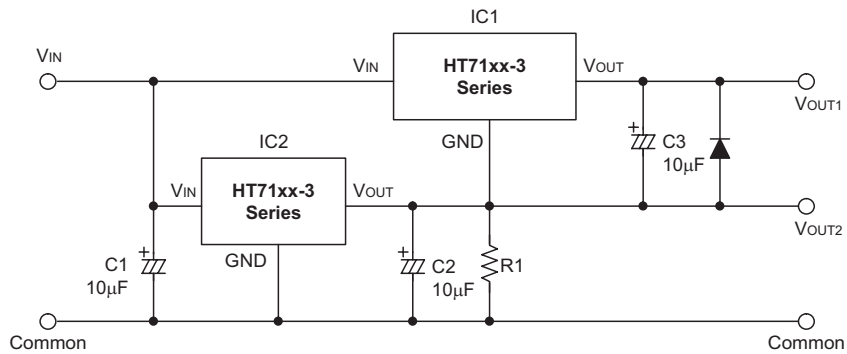 IC1
VIN
VIN
HT71xx-3
Series
VOUT
VOUT1
GND
+
C3
10μF
IC2
VIN
HT71xx-3
Series
VOUT
VOUT2
GND
+
C1
10μF
+
C2
10μF
R1
Common
Common